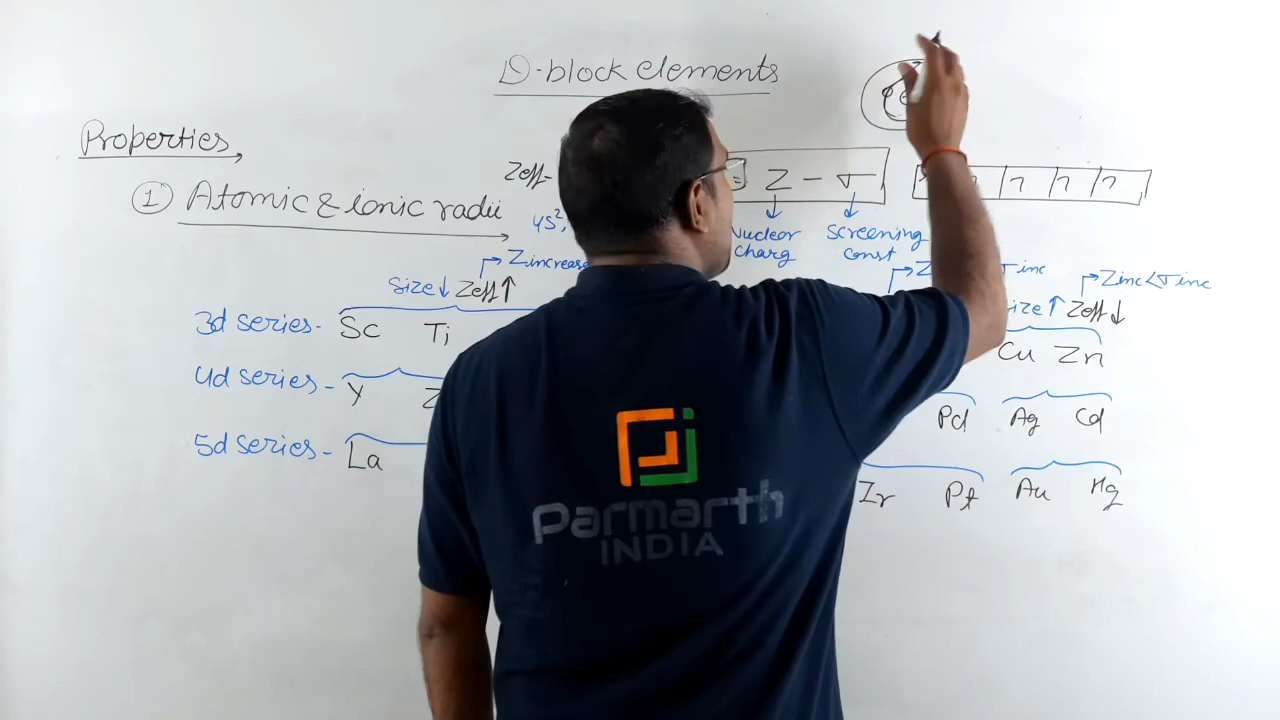 D-block elements
Properties
① Atomic & ionic radii
Zeff = Z - σ
4s²,
Nuclear charg
screening const
Size↓ Zeff↑
Z increase
σ inc
Zinc<σ inc
size↑ Zeff↓
3d series- Sc Ti Cu Zn
4d series- Y Z Pd Ag Cd
5d series- La Ir Pt Au Hg
Parmarth
INDIA